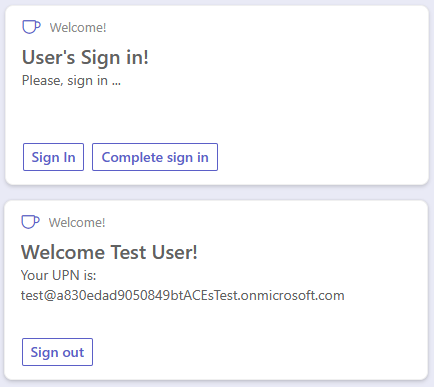 Welcome!
User's Sign in!
Please, sign in ...
Sign In
Complete sign in
Welcome!
Welcome Test User!
Your UPN is:
test@a830edad9050849btACEsTest.onmicrosoft.com
Sign out